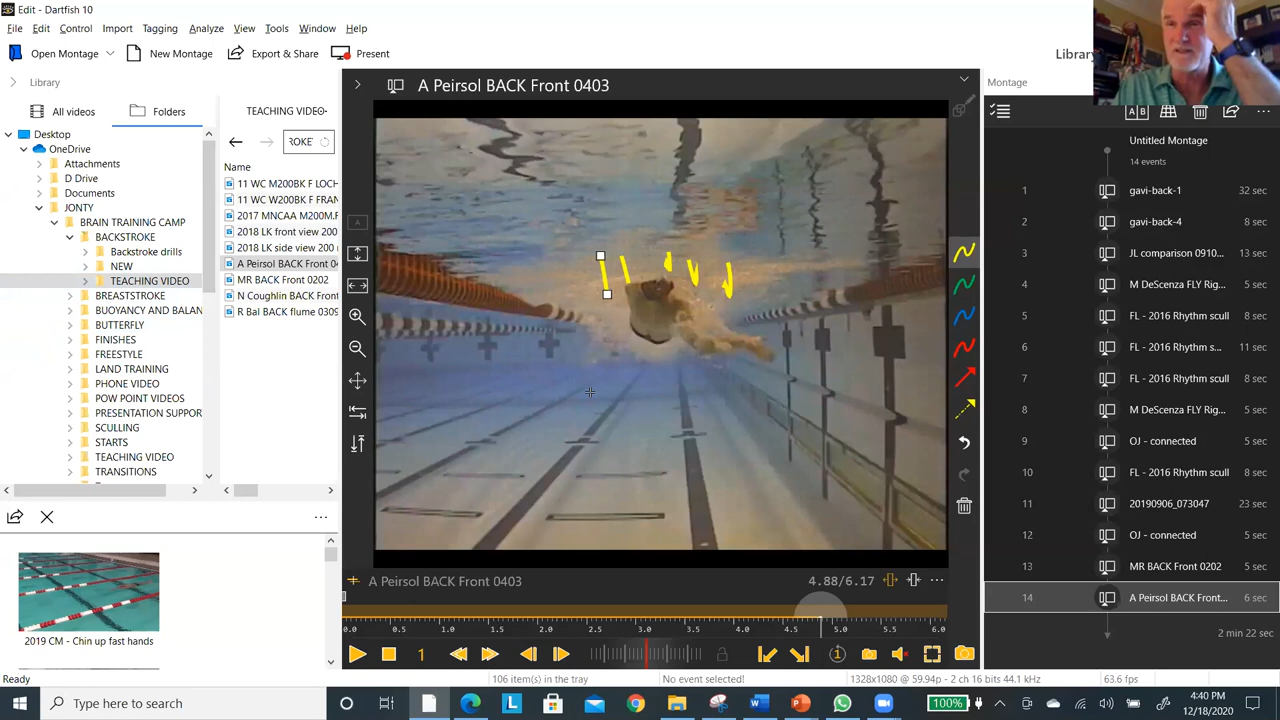 Edit - Dartfish 10
File Edit Control Import Tagging Analyze View Tools Window Help
Open Montage New Montage Export & Share Present
Library
Library
All videos Folders
Desktop
OneDrive
Attachments
D Drive
Documents
JONTY
BRAIN TRAINING CAMP
BACKSTROKE
Backstroke drills
NEW
TEACHING VIDEO
BREASTSTROKE
BUOYANCY AND BALAN
BUTTERFLY
FINISHES
FREESTYLE
LAND TRAINING
PHONE VIDEO
POW POINT VIDEOS
PRESENTATION SUPPOR
SCULLING
STARTS
TEACHING VIDEO
TRANSITIONS
TEACHING VIDEO
ROKE'
Name
11 WC M200BK F LOCH
11 WC W200BK F FRAN
2017 MNCAA M200M.F
2018 LK front view 200
2018 LK side view 200
A Peirsol BACK Front 04
MR BACK Front 0202
N Coughlin BACK Front
R Bal BACK flume 0309
2019 CM - Chin up fast hands
A Peirsol BACK Front 0403
A Peirsol BACK Front 0403
4.88/6.17
0.0 0.5 1.0 1.5 2.0 2.5 3.0 3.5 4.0 4.5 5.0 5.5 6.0
1
Montage
A B
Untitled Montage
14 events
1 gavi-back-1 32 sec
2 gavi-back-4 8 sec
3 JL comparison 0910... 5 sec
4 M DeScenza FLY Rig... 5 sec
5 FL - 2016 Rhythm scull 8 sec
6 FL - 2016 Rhythm s... 11 sec
7 FL - 2016 Rhythm scull 8 sec
8 M DeScenza FLY Rig... 5 sec
9 OJ - connected 5 sec
10 FL - 2016 Rhythm scull 8 sec
11 20190906_073047 23 sec
12 OJ - connected 5 sec
13 MR BACK Front 0202 5 sec
14 A Peirsol BACK Front... 6 sec
2 min 22 sec
Ready 106 item(s) in the tray No event selected! 1328x1080 @ 59.94p - 2 ch 16 bits 44.1 kHz 63.6 fps
Type here to search
100%
4:40 PM
12/18/2020